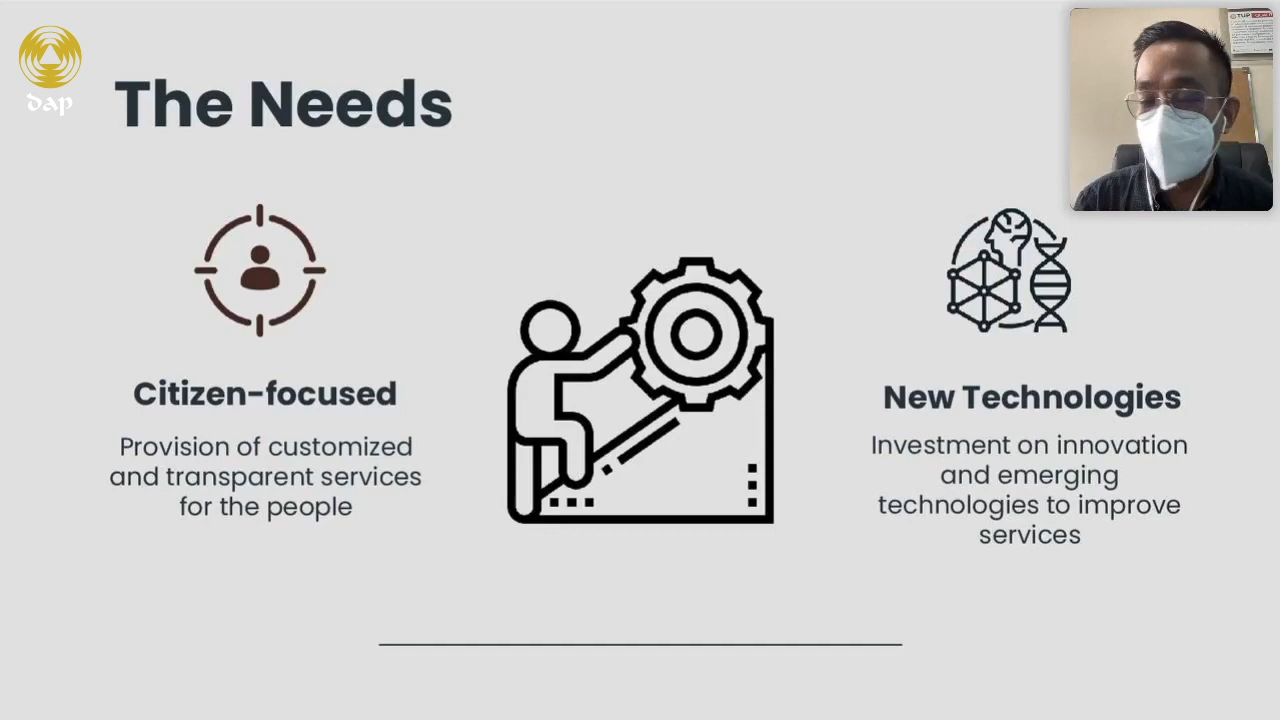 dap
The Needs
TUP
Citizen-focused
Provision of customized
and transparent services
for the people
New Technologies
Investment on innovation
and emerging
technologies to improve
services